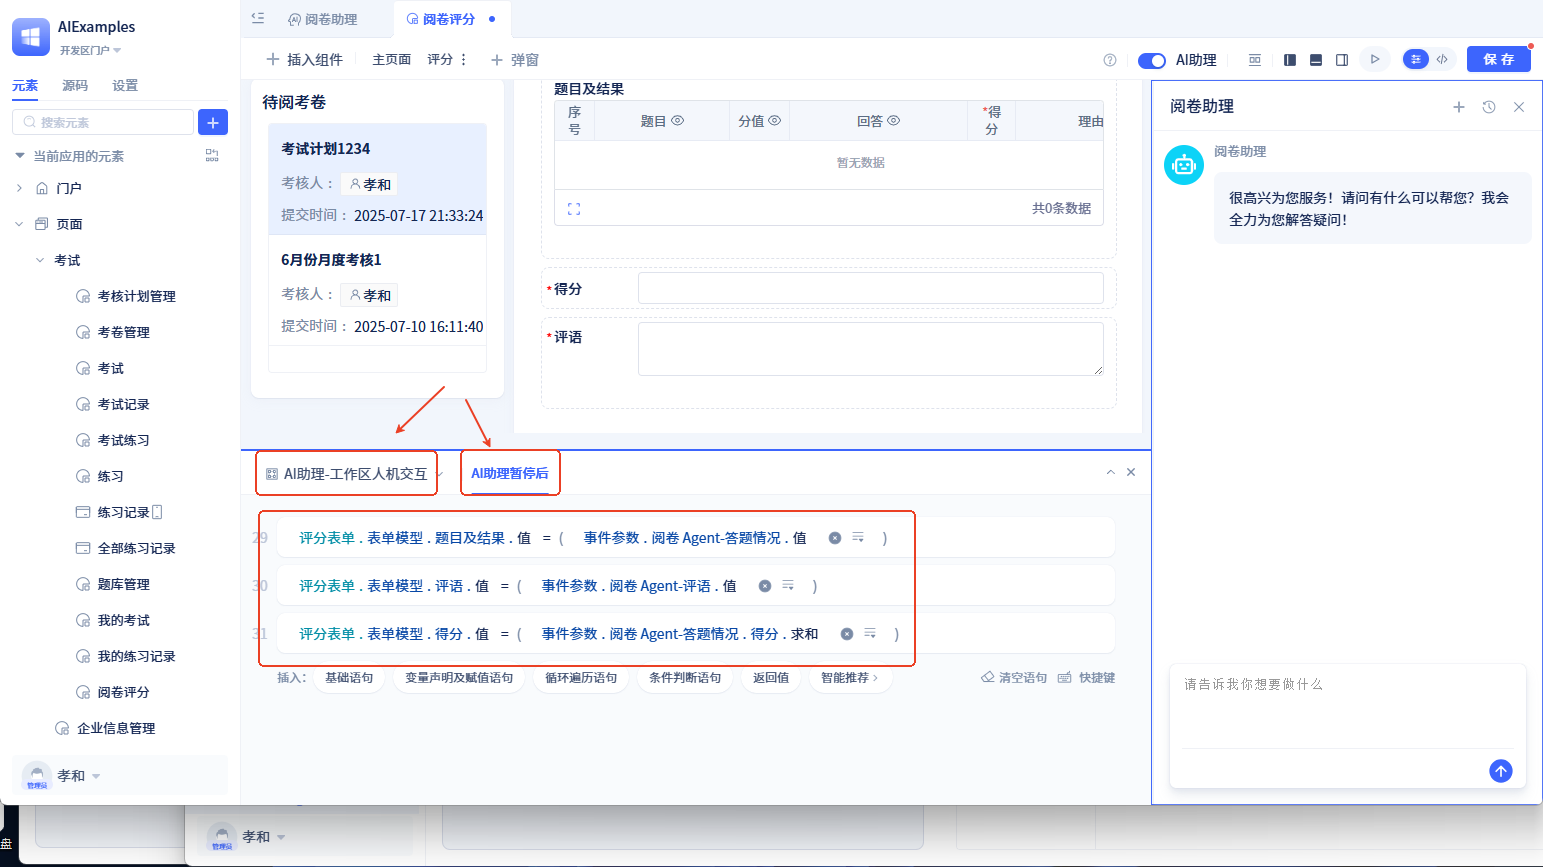 AIExamples
开发区门户
元素 源码 设置
搜索元素
当前应用的元素
门户
页面
考试
考核计划管理
考卷管理
考试
考试记录
考试练习
练习
练习记录
全部练习记录
题库管理
我的考试
我的练习记录
阅卷评分
企业信息管理
管理员
孝和
阅卷助理 阅卷评分
插入组件 主页面 评分 弹窗
AI助理
保存
待阅考卷
考试计划1234
考核人： 孝和
提交时间： 2025-07-17 21:33:24
6月份月度考核1
考核人： 孝和
提交时间： 2025-07-10 16:11:40
题目及结果
序号 题目 分值 回答 *得分 理由
暂无数据
共0条数据
*得分
*评语
AI助理-工作区人机交互 AI助理暂停后
29 评分表单 . 表单模型 . 题目及结果 . 值 = ( 事件参数 . 阅卷 Agent-答题情况 . 值 )
30 评分表单 . 表单模型 . 评语 . 值 = ( 事件参数 . 阅卷 Agent-评语 . 值 )
31 评分表单 . 表单模型 . 得分 . 值 = ( 事件参数 . 阅卷 Agent-答题情况 . 得分 . 求和 )
插入： 基础语句 变量声明及赋值语句 循环遍历语句 条件判断语句 返回值 智能推荐 清空语句 快捷键
阅卷助理
阅卷助理
很高兴为您服务！请问有什么可以帮您？我会
全力为您解答疑问！
请告诉我你想要做什么
盘
管理员
孝和